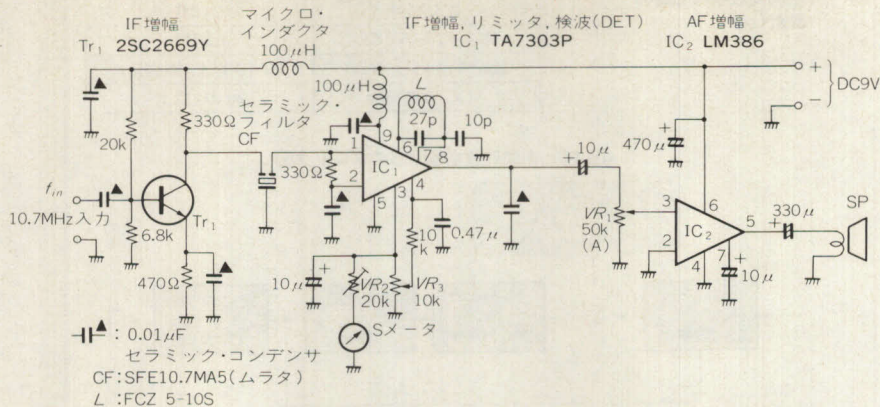 IF増幅
Tr₁ 2SC2669Y
マイクロ・
インダクタ
100μH
IF増幅, リミッタ, 検波(DET)
IC₁ TA7303P
AF増幅
IC₂ LM386
100μH
L
27p
10p
+
−
DC9V
20k
330Ω
セラミック・
フィルタ
CF
330Ω
1
2
3
4
5
6
7
8
9
IC₁
470μ
+
10μ
+
fin
10.7MHz入力
Tr₁
6.8k
470Ω
10μ
+
VR₂
20k
10
k
0.47μ
VR₃
10k
Sメータ
VR₁
50k
(A)
3
2
IC₂
6
5
4
7
+
10μ
330μ
+
SP
: 0.01μF
セラミック・コンデンサ
CF:SFE10.7MA5(ムラタ)
L :FCZ 5-10S